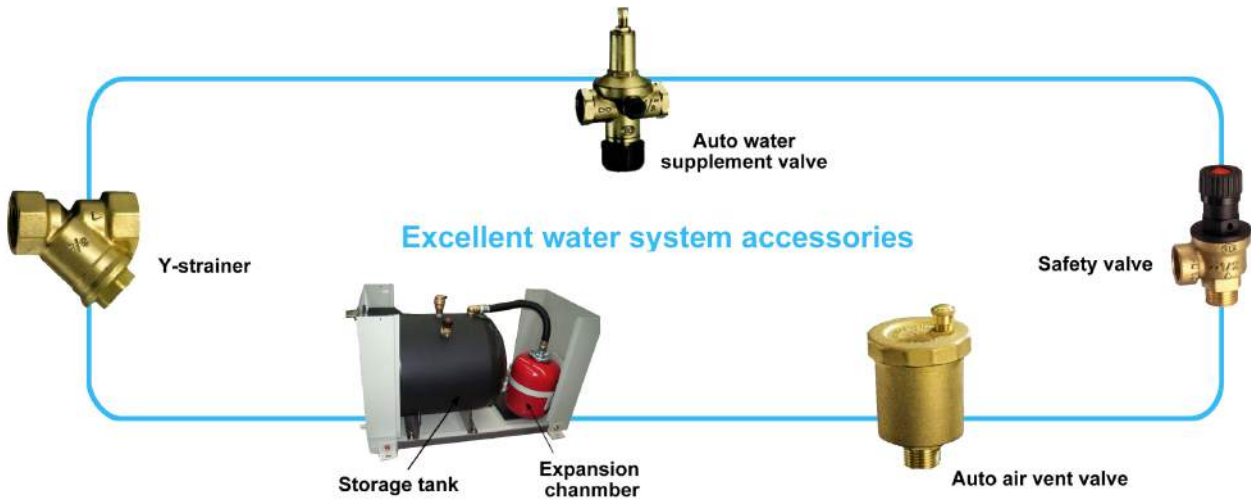 Auto water
supplement valve
Excellent water system accessories
Y-strainer
Safety valve
Storage tank
Expansion
chanmber
Auto air vent valve